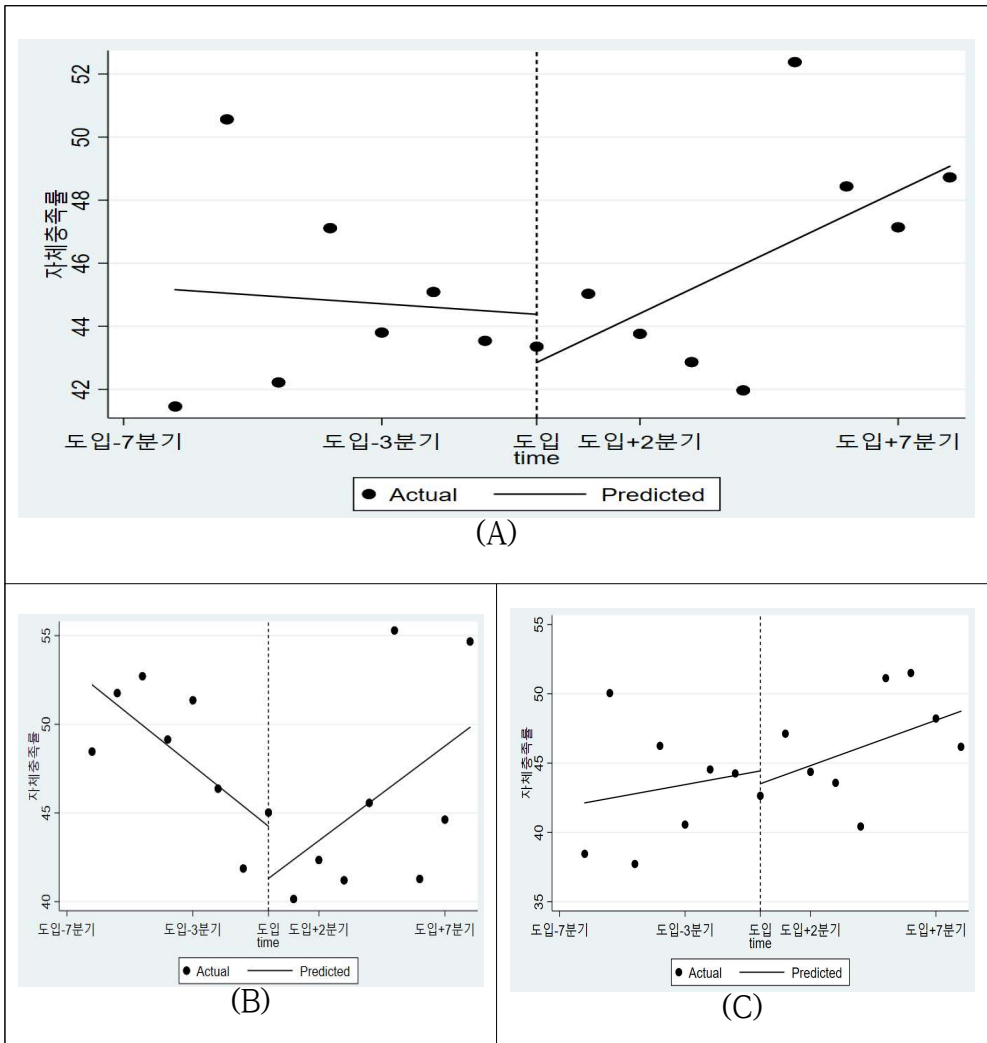 52
50
48
46
44
42
자체충족률
도입-7분기 도입-3분기 도입 도입+2분기 도입+7분기
time
Actual Predicted
(A)
55
50
45
40
자체충족률
도입-7분기 도입-3분기 도입 도입+2분기 도입+7분기
time
Actual Predicted
(B)
55
50
45
40
35
자체충족률
도입-7분기 도입-3분기 도입 도입+2분기 도입+7분기
time
Actual Predicted
(C)